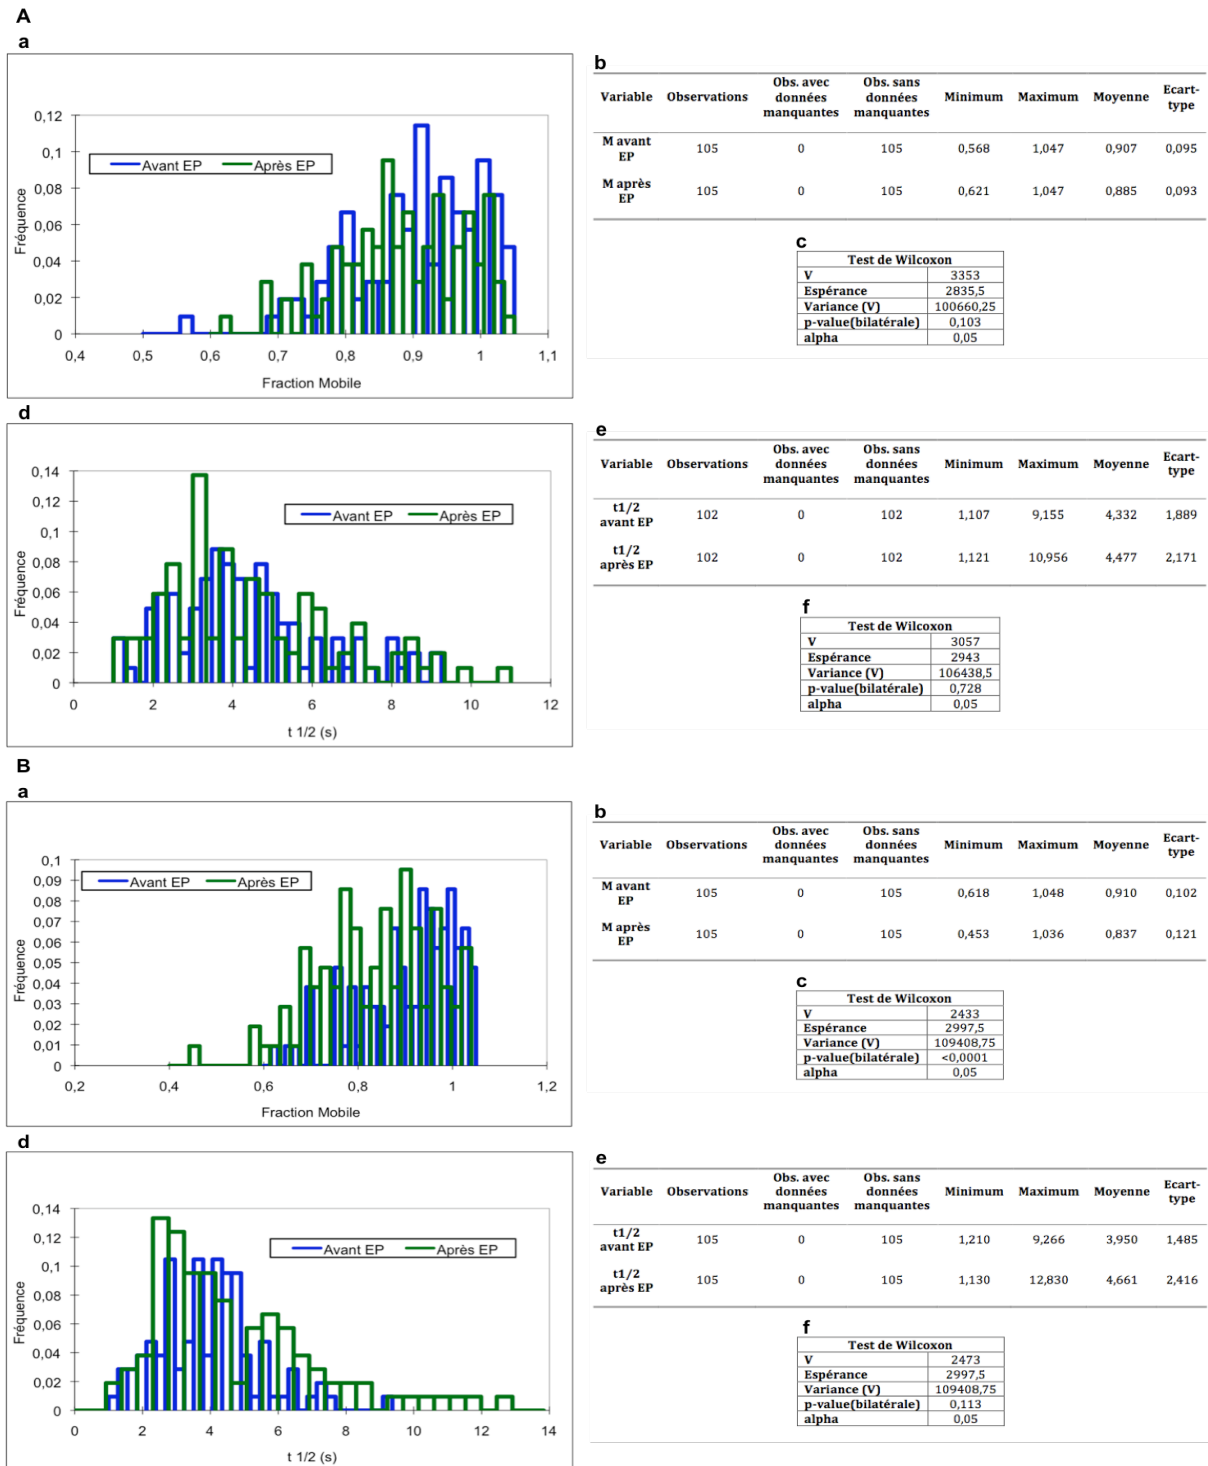 A
a
0,12
0,1
0,08
0,06
0,04
0,02
0
Fréquence
Avant EP Après EP
0,4 0,5 0,6 0,7 0,8 0,9 1 1,1
Fraction Mobile
b
Variable Observations Obs. avec données manquantes Obs. sans données manquantes Minimum Maximum Moyenne Ecart-type
M avant EP 105 0 105 0,568 1,047 0,907 0,095
M après EP 105 0 105 0,621 1,047 0,885 0,093
c
Test de Wilcoxon
V 3353
Espérance 2835,5
Variance (V) 100660,25
p-value(bilatérale) 0,103
alpha 0,05
d
0,14
0,12
0,1
0,08
0,06
0,04
0,02
0
Fréquence
Avant EP Après EP
0 2 4 6 8 10 12
t 1/2 (s)
e
Variable Observations Obs. avec données manquantes Obs. sans données manquantes Minimum Maximum Moyenne Ecart-type
t1/2 avant EP 102 0 102 1,107 9,155 4,332 1,889
t1/2 après EP 102 0 102 1,121 10,956 4,477 2,171
f
Test de Wilcoxon
V 3057
Espérance 2943
Variance (V) 106438,5
p-value(bilatérale) 0,728
alpha 0,05
B
a
0,1
0,09
0,08
0,07
0,06
0,05
0,04
0,03
0,02
0,01
0
Fréquence
Avant EP Après EP
0,2 0,4 0,6 0,8 1 1,2
Fraction Mobile
b
Variable Observations Obs. avec données manquantes Obs. sans données manquantes Minimum Maximum Moyenne Ecart-type
M avant EP 105 0 105 0,618 1,048 0,910 0,102
M après EP 105 0 105 0,453 1,036 0,837 0,121
c
Test de Wilcoxon
V 2433
Espérance 2997,5
Variance (V) 109408,75
p-value(bilatérale) <0,0001
alpha 0,05
d
0,14
0,12
0,1
0,08
0,06
0,04
0,02
0
Fréquence
Avant EP Après EP
0 2 4 6 8 10 12 14
t 1/2 (s)
e
Variable Observations Obs. avec données manquantes Obs. sans données manquantes Minimum Maximum Moyenne Ecart-type
t1/2 avant EP 105 0 105 1,210 9,266 3,950 1,485
t1/2 après EP 105 0 105 1,130 12,830 4,661 2,416
f
Test de Wilcoxon
V 2473
Espérance 2997,5
Variance (V) 109408,75
p-value(bilatérale) 0,113
alpha 0,05